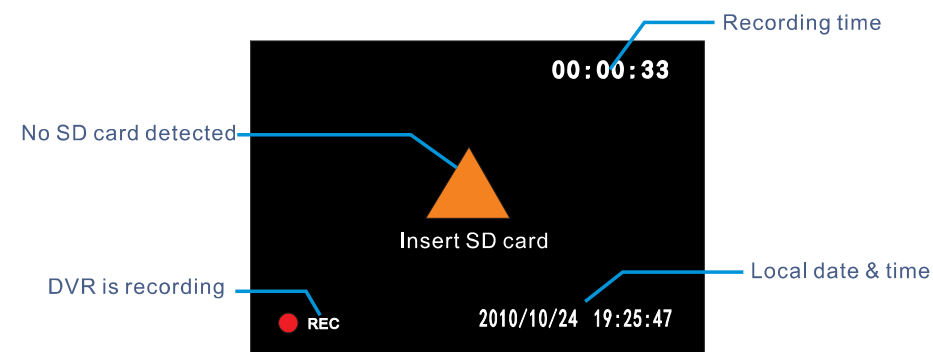 Recording time
00:00:33
No SD card detected
Insert SD card
Local date & time
DVR is recording
REC
2010/10/24 19:25:47